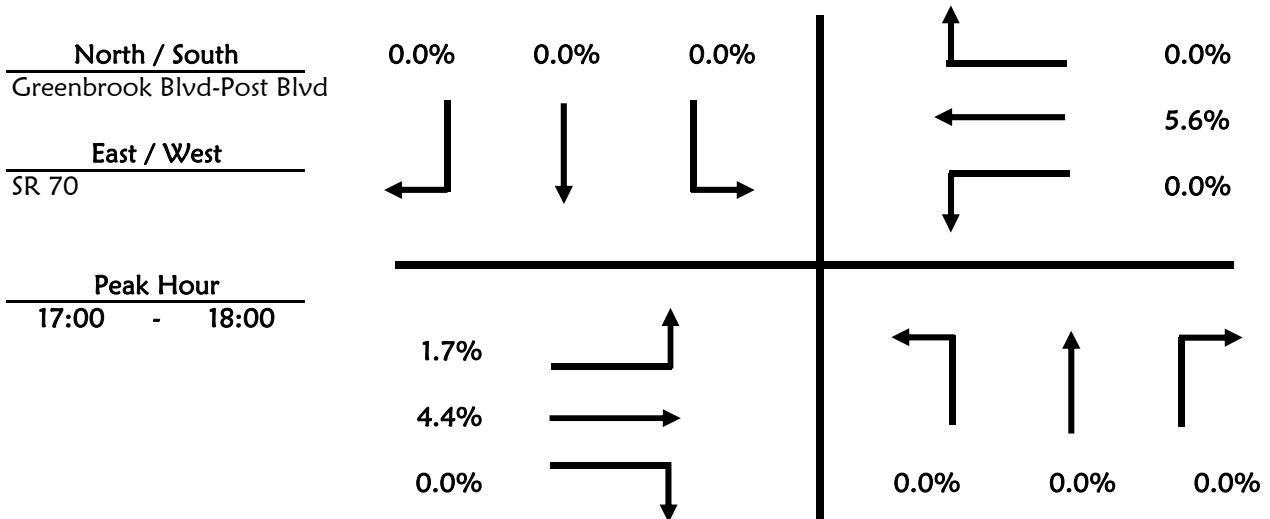 North / South
Greenbrook Blvd-Post Blvd
East / West
SR 70
Peak Hour
17:00 - 18:00
0.0% 0.0% 0.0%
0.0%
5.6%
0.0%
1.7%
4.4%
0.0%
0.0% 0.0% 0.0%